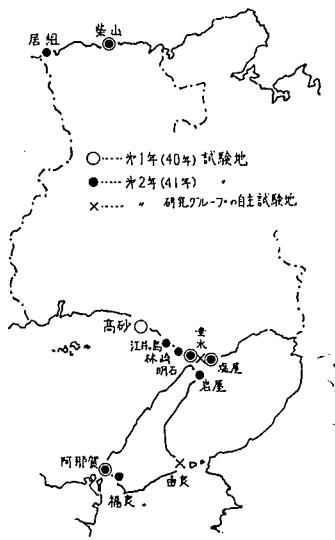 居組
柴山
○……第1年(40年)試験地
●……第2年(41年) 〃
×…… 〃 研究グループの自主試験地
高砂
江井ヶ島
林崎
明石
垂水
塩屋
岩屋
阿那賀
福良
由良